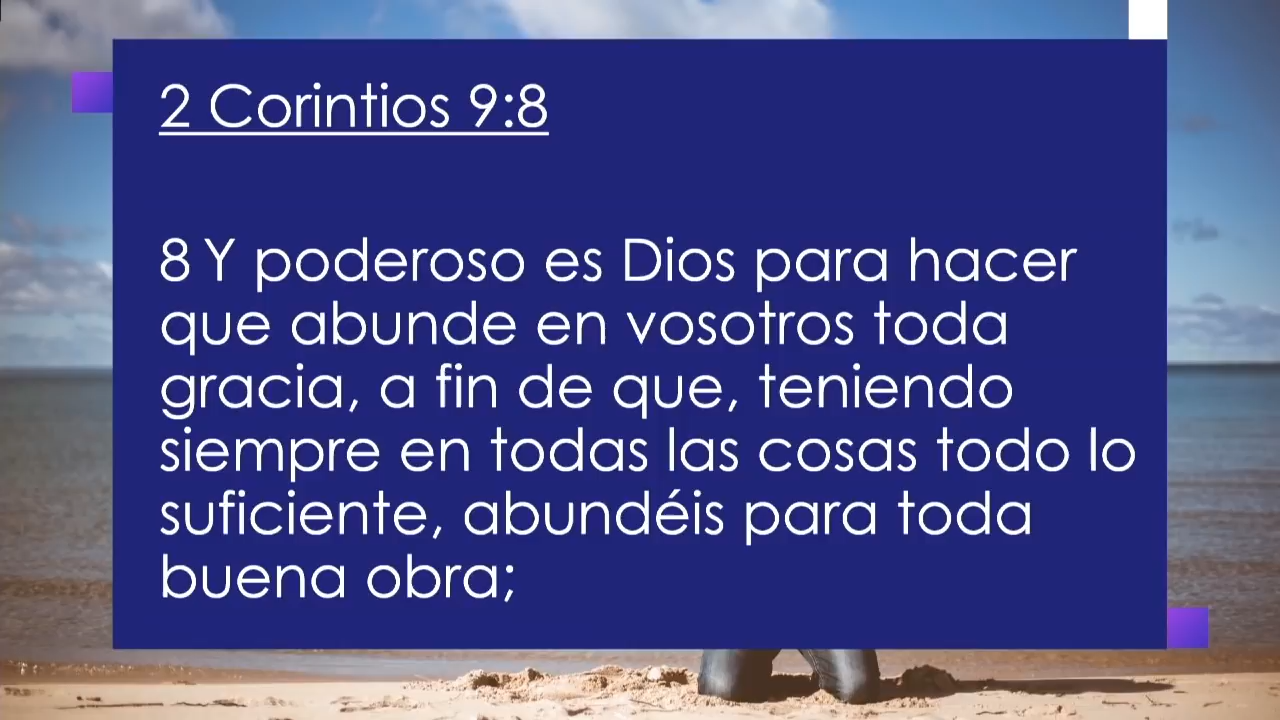 2 Corintios 9:8
8 Y poderoso es Dios para hacer
que abunde en vosotros toda
gracia, a fin de que, teniendo
siempre en todas las cosas todo lo
suficiente, abundéis para toda
buena obra;